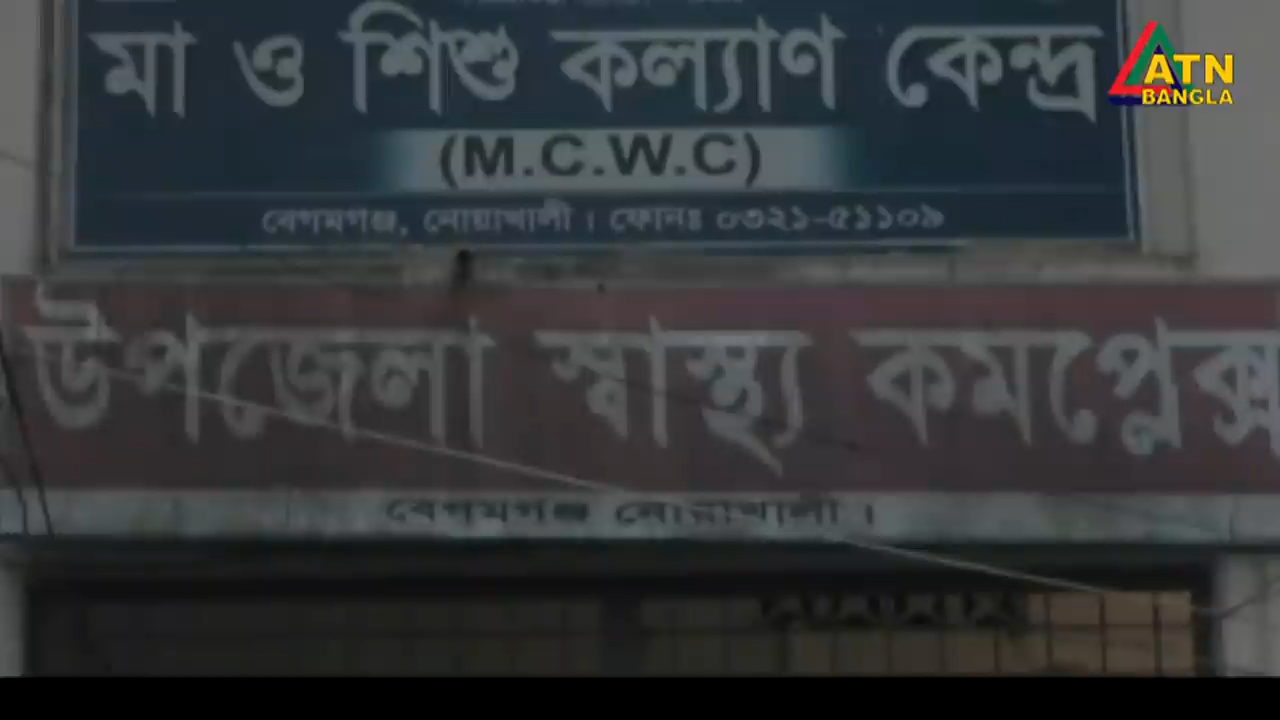 মা ও শিশু কল্যাণ কেন্দ্র
(M.C.W.C)
বেগমগঞ্জ, নোয়াখালী। ফোনঃ ০৩২১-৫১১০৯
উপজেলা স্বাস্থ্য কমপ্লেক্স
বেগমগঞ্জ নোয়াখালী।
ATN
BANGLA